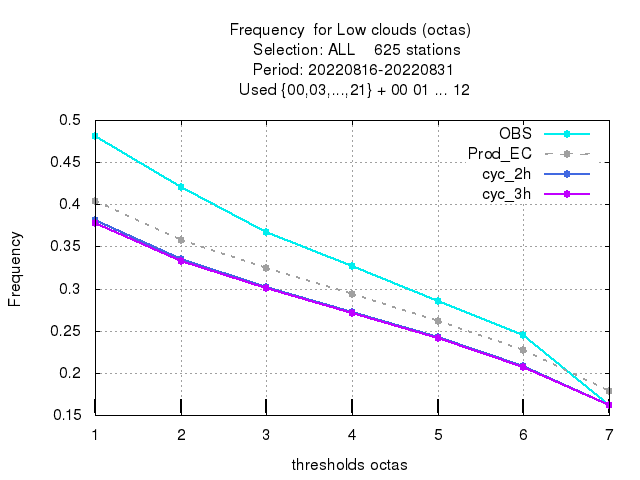 Frequency  for Low clouds (octas)
Selection: ALL    625 stations
Period: 20220816-20220831
Used {00,03,...,21} + 00 01 ... 12
OBS
Prod_EC
cyc_2h
cyc_3h
Frequency
0.5
0.45
0.4
0.35
0.3
0.25
0.2
0.15
1 2 3 4 5 6 7
thresholds octas